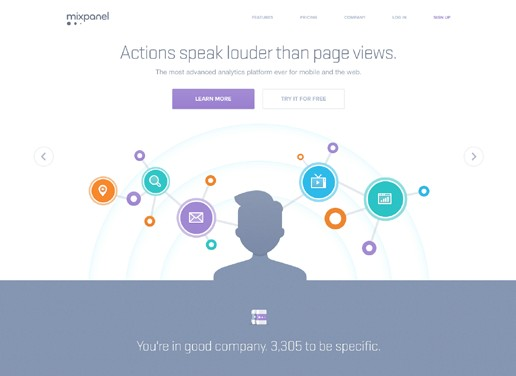 mixpanel
FEATURES PRICING COMPANY LOG IN SIGN UP
Actions speak louder than page views.
The most advanced analytics platform ever for mobile and the web.
LEARN MORE TRY IT FOR FREE
You're in good company. 3,305 to be specific.